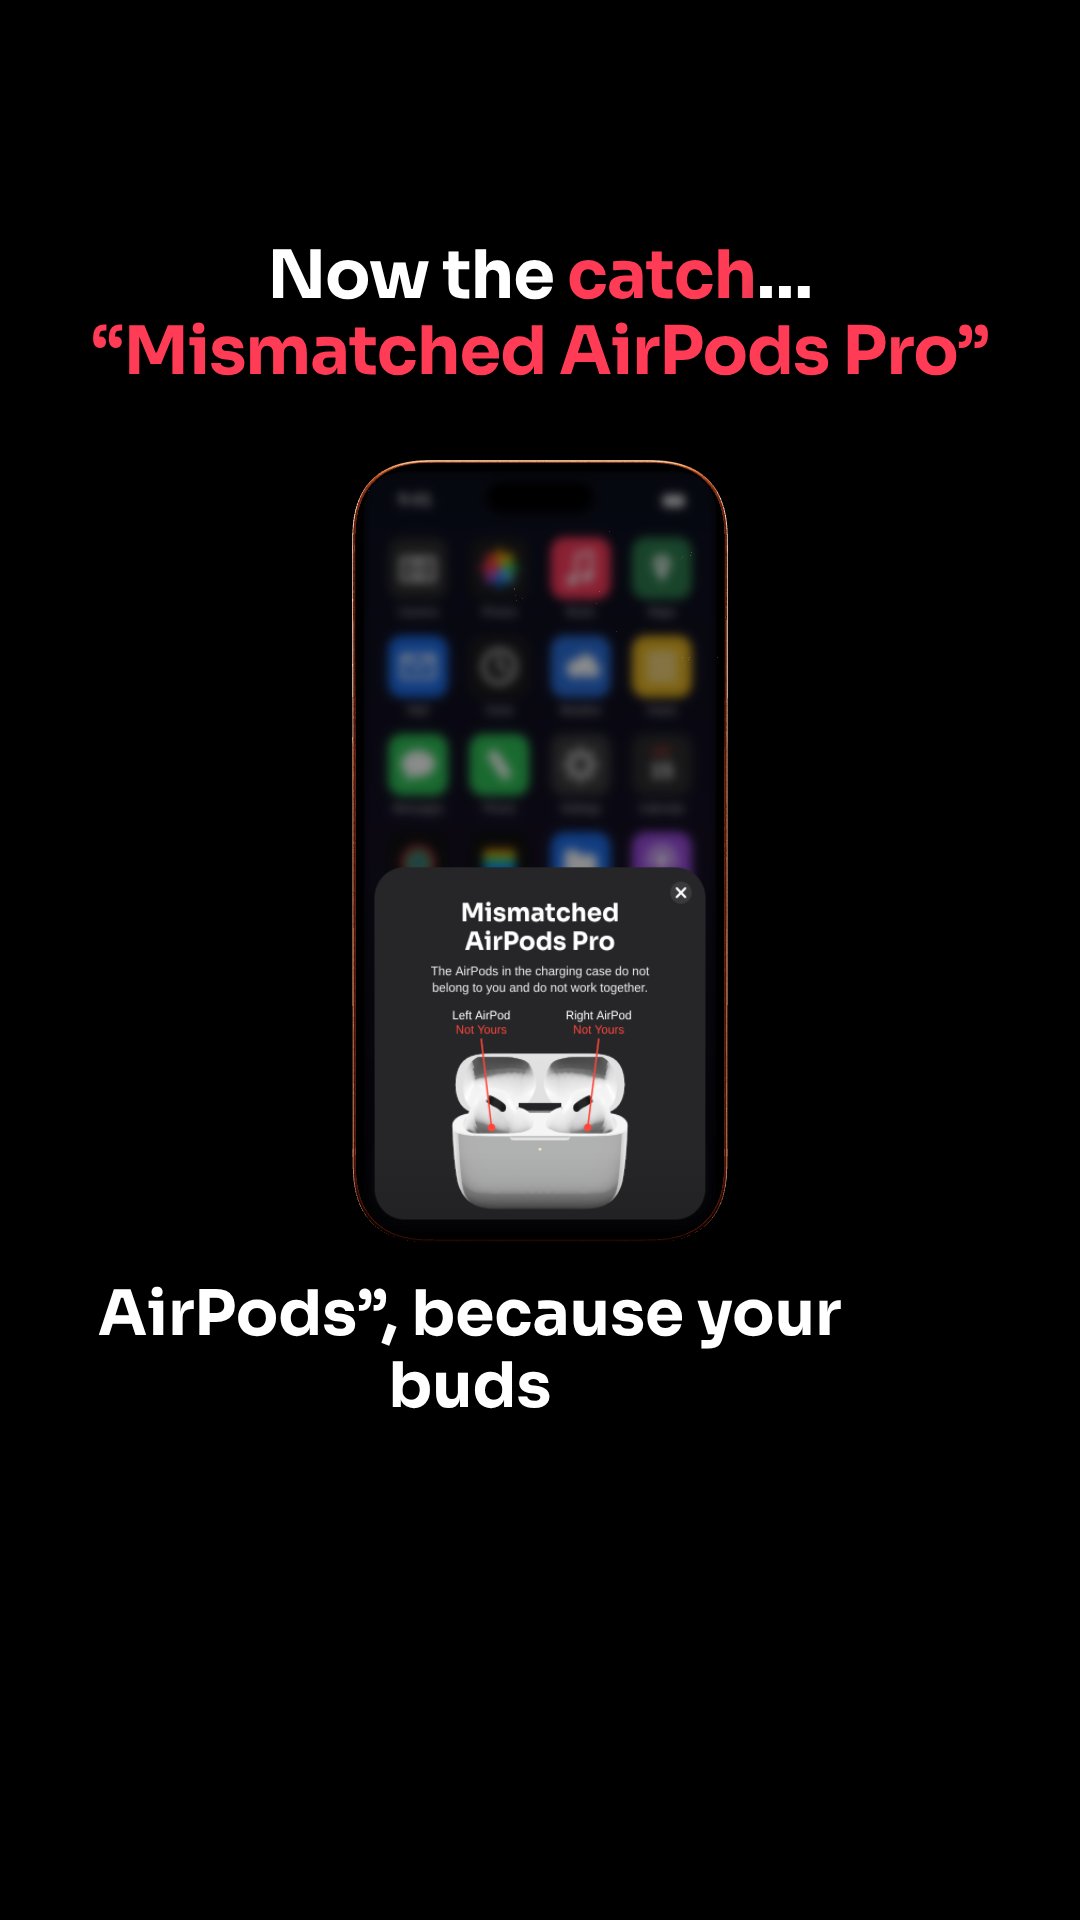 Now the catch...
“Mismatched AirPods Pro”
Mismatched
AirPods Pro
The AirPods in the charging case do not
belong to you and do not work together.
Left AirPod
Not Yours
Right AirPod
Not Yours
AirPods”, because your
buds